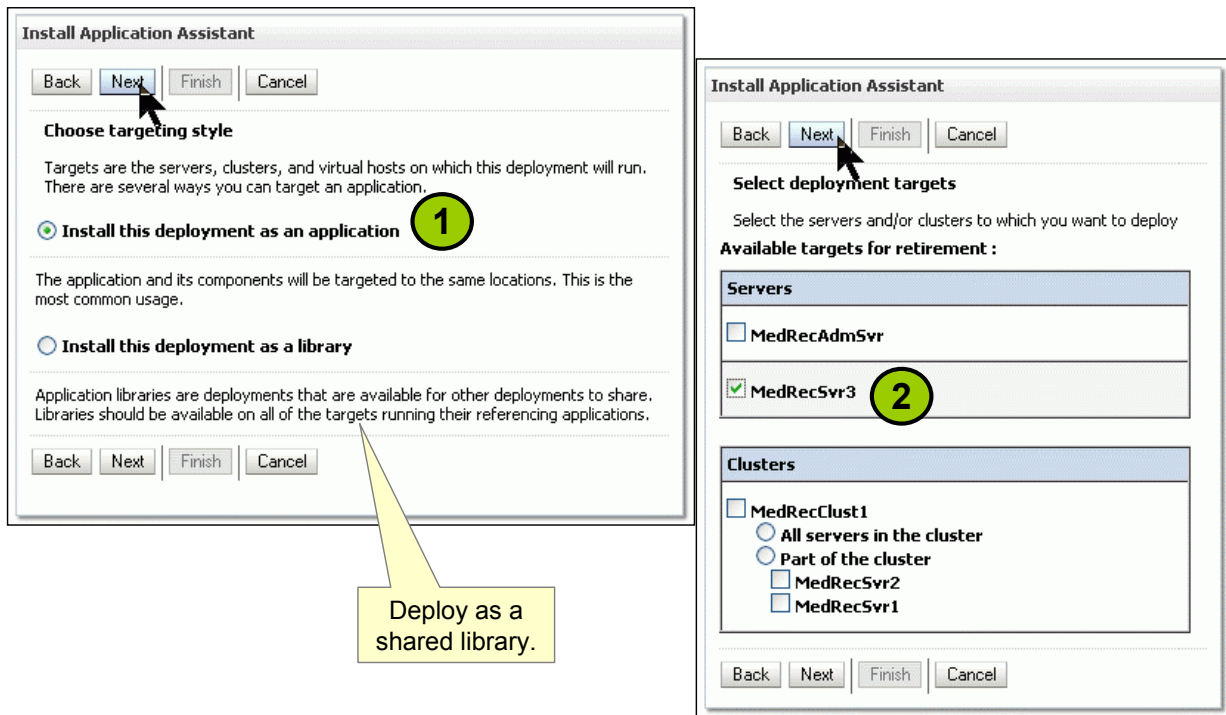 Install Application Assistant
Back Next Finish Cancel
Choose targeting style
Targets are the servers, clusters, and virtual hosts on which this deployment will run.
There are several ways you can target an application.
Install this deployment as an application
1
The application and its components will be targeted to the same locations. This is the
most common usage.
Install this deployment as a library
Application libraries are deployments that are available for other deployments to share.
Libraries should be available on all of the targets running their referencing applications.
Back Next Finish Cancel
Deploy as a
shared library.
Install Application Assistant
Back Next Finish Cancel
Select deployment targets
Select the servers and/or clusters to which you want to deploy
Available targets for retirement :
Servers
MedRecAdmSvr
MedRecSvr3
2
Clusters
MedRecClust1
All servers in the cluster
Part of the cluster
MedRecSvr2
MedRecSvr1
Back Next Finish Cancel